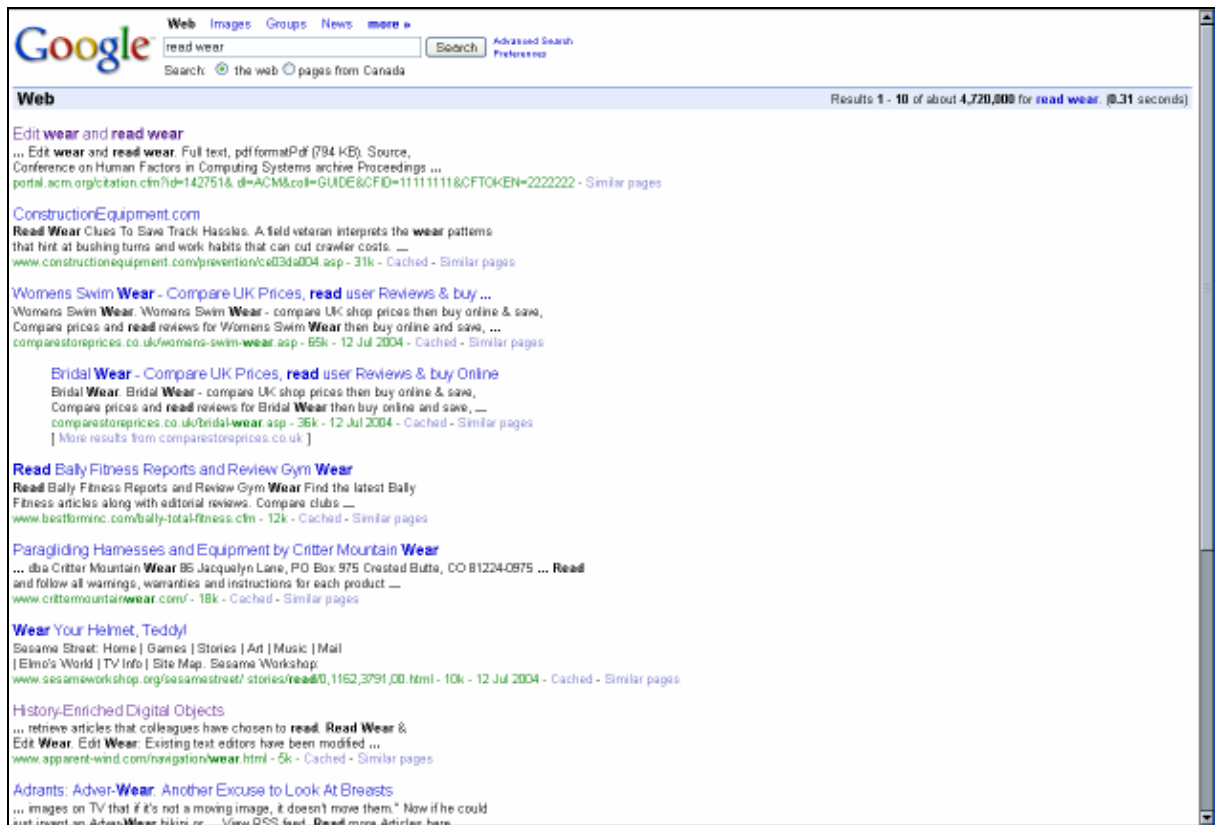 Google
Web Images Groups News more »
read wear Search Advanced Search
Preferences
Search: the web pages from Canada
Web Results 1 - 10 of about 4,720,000 for read wear. (0.31 seconds)
Edit wear and read wear
... Edit wear and read wear. Full text, pdf formatPdf (794 KB). Source,
Conference on Human Factors in Computing Systems archive Proceedings ...
portal.acm.org/citation.cfm?id=142751&. dl=ACM&coll=GUIDE&CFID=11111111&CFTOKEN=2222222 - Similar pages
ConstructionEquipment.com
Read Wear Clues To Save Track Hassles. A field veteran interprets the wear patterns
that hint at bushing turns and work habits that can cut crawler costs. ...
www.constructionequipment.com/prevention/ce03da004.asp - 31k - Cached - Similar pages
Womens Swim Wear - Compare UK Prices, read user Reviews & buy ...
Womens Swim Wear. Womens Swim Wear - compare UK shop prices then buy online & save,
Compare prices and read reviews for Womens Swim Wear then buy online and save, ...
comparestoreprices.co.uk/womens-swim-wear.asp - 65k - 12 Jul 2004 - Cached - Similar pages
Bridal Wear - Compare UK Prices, read user Reviews & buy Online
Bridal Wear. Bridal Wear - compare UK shop prices then buy online & save,
Compare prices and read reviews for Bridal Wear then buy online and save, ...
comparestoreprices.co.uk/bridal-wear.asp - 36k - 12 Jul 2004 - Cached - Similar pages
[ More results from comparestoreprices.co.uk ]
Read Bally Fitness Reports and Review Gym Wear
Read Bally Fitness Reports and Review Gym Wear Find the latest Bally
Fitness articles along with editorial reviews. Compare clubs ...
www.bestforminc.com/bally-total-fitness.cfm - 12k - Cached - Similar pages
Paragliding Harnesses and Equipment by Critter Mountain Wear
... dba Critter Mountain Wear 86 Jacquelyn Lane, PO Box 975 Crested Butte, CO 81224-0975 ... Read
and follow all warnings, warranties and instructions for each product ...
www.crittermountainwear.com/ - 18k - Cached - Similar pages
Wear Your Helmet, Teddy!
Sesame Street: Home | Games | Stories | Art | Music | Mail
| Elmo's World | TV Info | Site Map. Sesame Workshop:
www.sesameworkshop.org/sesamestreet/ stories/read/0,1162,3791,00.html - 10k - 12 Jul 2004 - Cached - Similar pages
History-Enriched Digital Objects
... retrieve articles that colleagues have chosen to read. Read Wear &
Edit Wear. Edit Wear: Existing text editors have been modified ...
www.apparent-wind.com/navigation/wear.html - 5k - Cached - Similar pages
Adrants: Adver-Wear: Another Excuse to Look At Breasts
... images on TV that if it's not a moving image, it doesn't move them." Now if he could
just invent an Adver-Wear bikini or ... View RSS feed. Read more Articles here